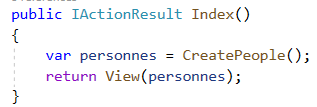 public IActionResult Index()
{
var personnes = CreatePeople();
return View(personnes);
}